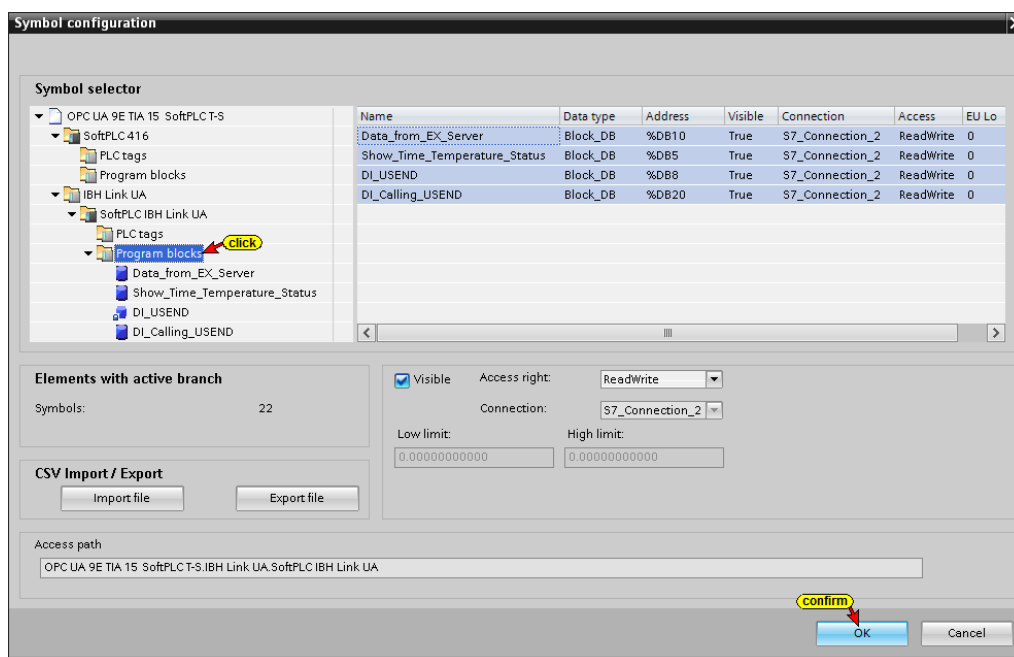 Symbol configuration
Symbol selector
OPC UA 9E TIA 15 SoftPLC T-S
SoftPLC 416
PLC tags
Program blocks
IBH Link UA
SoftPLC IBH Link UA
PLC tags
Program blocks
click
Data_from_EX_Server
Show_Time_Temperature_Status
DI_USEND
DI_Calling_USEND
Name Data type Address Visible Connection Access EU Lo
Data_from_EX_Server Block_DB %DB10 True S7_Connection_2 ReadWrite 0
Show_Time_Temperature_Status Block_DB %DB5 True S7_Connection_2 ReadWrite 0
DI_USEND Block_DB %DB8 True S7_Connection_2 ReadWrite 0
DI_Calling_USEND Block_DB %DB20 True S7_Connection_2 ReadWrite 0
Elements with active branch
Symbols: 22
CSV Import / Export
Import file Export file
Visible Access right: ReadWrite
Connection: S7_Connection_2
Low limit: High limit:
0.00000000000 0.00000000000
Access path
OPC UA 9E TIA 15 SoftPLC T-S.IBH Link UA.SoftPLC IBH Link UA
confirm
OK Cancel